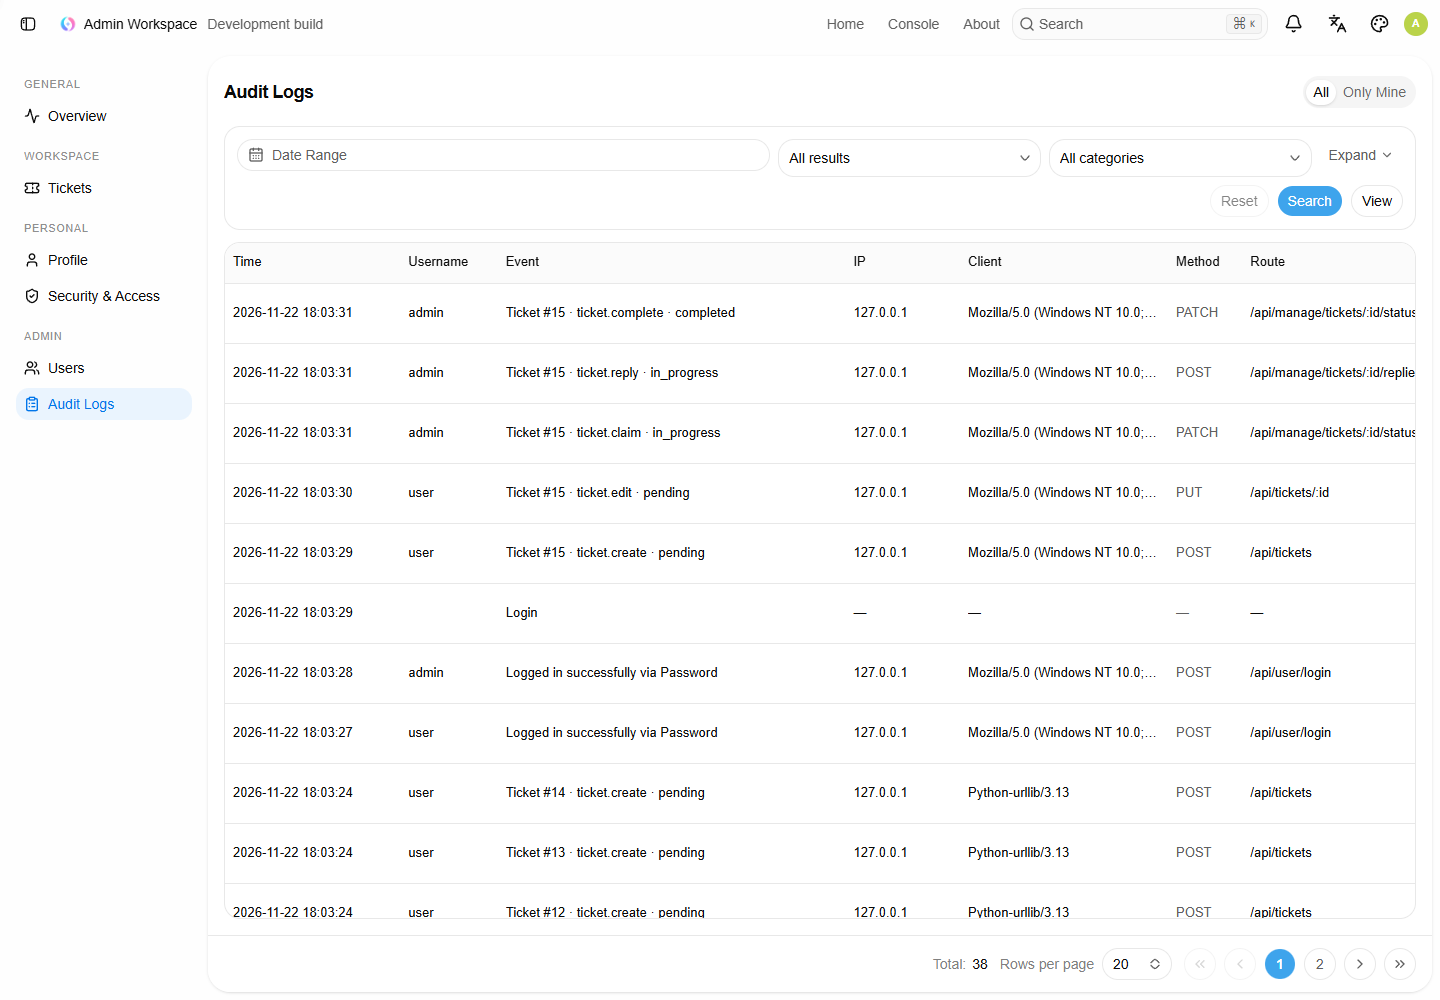 Admin Workspace Development build Home Console About Search ⌘ K A
GENERAL
Overview
WORKSPACE
Tickets
PERSONAL
Profile
Security & Access
ADMIN
Users
Audit Logs
Audit Logs All Only Mine
Date Range All results All categories Expand
Reset Search View
Time Username Event IP Client Method Route
2026-11-22 18:03:31 admin Ticket #15 · ticket.complete · completed 127.0.0.1 Mozilla/5.0 (Windows NT 10.0;... PATCH /api/manage/tickets/:id/status
2026-11-22 18:03:31 admin Ticket #15 · ticket.reply · in_progress 127.0.0.1 Mozilla/5.0 (Windows NT 10.0;... POST /api/manage/tickets/:id/replie
2026-11-22 18:03:31 admin Ticket #15 · ticket.claim · in_progress 127.0.0.1 Mozilla/5.0 (Windows NT 10.0;... PATCH /api/manage/tickets/:id/status
2026-11-22 18:03:30 user Ticket #15 · ticket.edit · pending 127.0.0.1 Mozilla/5.0 (Windows NT 10.0;... PUT /api/tickets/:id
2026-11-22 18:03:29 user Ticket #15 · ticket.create · pending 127.0.0.1 Mozilla/5.0 (Windows NT 10.0;... POST /api/tickets
2026-11-22 18:03:29 Login — — — —
2026-11-22 18:03:28 admin Logged in successfully via Password 127.0.0.1 Mozilla/5.0 (Windows NT 10.0;... POST /api/user/login
2026-11-22 18:03:27 user Logged in successfully via Password 127.0.0.1 Mozilla/5.0 (Windows NT 10.0;... POST /api/user/login
2026-11-22 18:03:24 user Ticket #14 · ticket.create · pending 127.0.0.1 Python-urllib/3.13 POST /api/tickets
2026-11-22 18:03:24 user Ticket #13 · ticket.create · pending 127.0.0.1 Python-urllib/3.13 POST /api/tickets
2026-11-22 18:03:24 user Ticket #12 · ticket.create · pending 127.0.0.1 Python-urllib/3.13 POST /api/tickets
Total: 38 Rows per page 20 « ‹ 1 2 › »